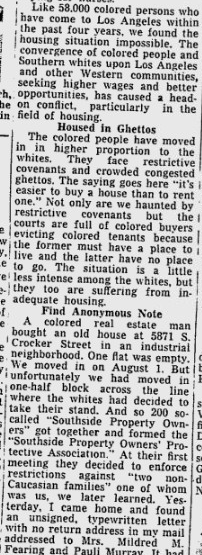 Like 58,000 colored persons who
have come to Los Angeles within
the past four years, we found the
housing situation impossible. The
convergence of colored people and
Southern whites upon Los Angeles
and other Western communities,
seeking higher wages and better
opportunities, has caused a head-
on conflict, particularly in the
field of housing.
Housed in Ghettos
The colored people have moved
in in higher proportion to the
whites. They face restrictive
covenants and crowded congested
ghettos. The saying goes here "it's
easier to buy a house than to rent
one." Not only are we haunted by
restrictive covenants but the
courts are full of colored buyers
evicting colored tenants because
the former must have a place to
live and the latter have no place
to go. The situation is a little
less intense among the whites, but
they too are suffering from in-
adequate housing.
Find Anonymous Note
A colored real estate man
bought an old house at 5871 S.
Crocker Street in an industrial
neighborhood. One flat was empty.
We moved in on August 1. But
unfortunately we had moved in
one-half block across the line
where the whites had decided to
take their stand. And so 200 so-
called "Southside Property Own-
ers" got together and formed the
"Southside Property Owners' Pro-
tective Association." At their first
meeting they decided to enforce
restrictions against "two non-
Caucasian families" one of whom
was us, we later learned. Yes-
terday, I came home and found
an unsigned, typewritten letter
with no return address in my mail
addressed to Mrs. Mildred M.
Fearing and Pauli Murray. It had